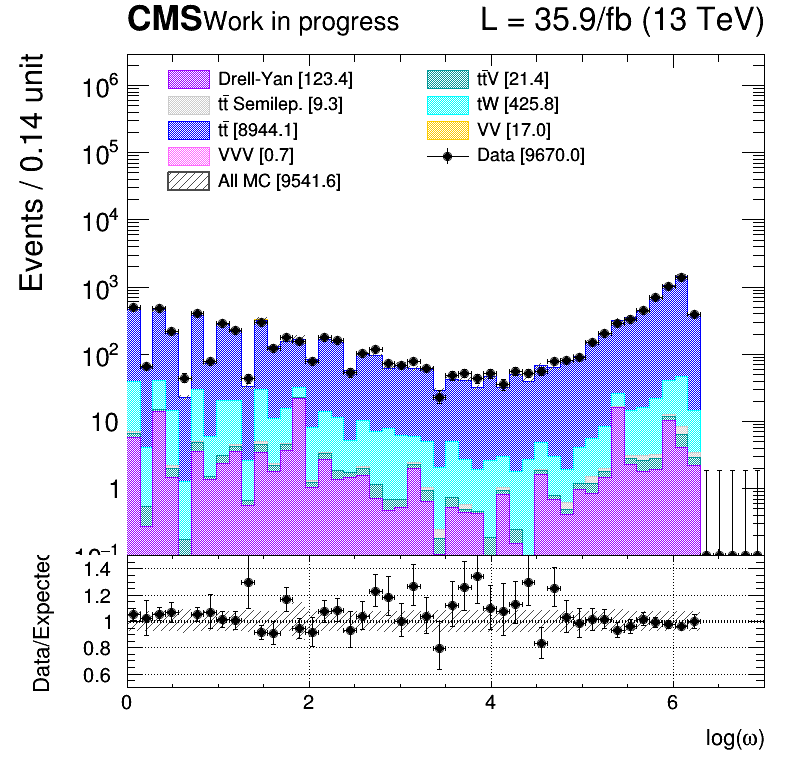 CMS Work in progress L = 35.9/fb (13 TeV)
Events / 0.14 unit
10⁶
10⁵
10⁴
10³
10²
10
1
10⁻¹
Drell-Yan [123.4]
tt̄ Semilep. [9.3]
tt̄ [8944.1]
VVV [0.7]
All MC [9541.6]
tt̄V [21.4]
tW [425.8]
VV [17.0]
Data [9670.0]
Data/Expected
1.4
1.2
1
0.8
0.6
0 2 4 6
log(ω)